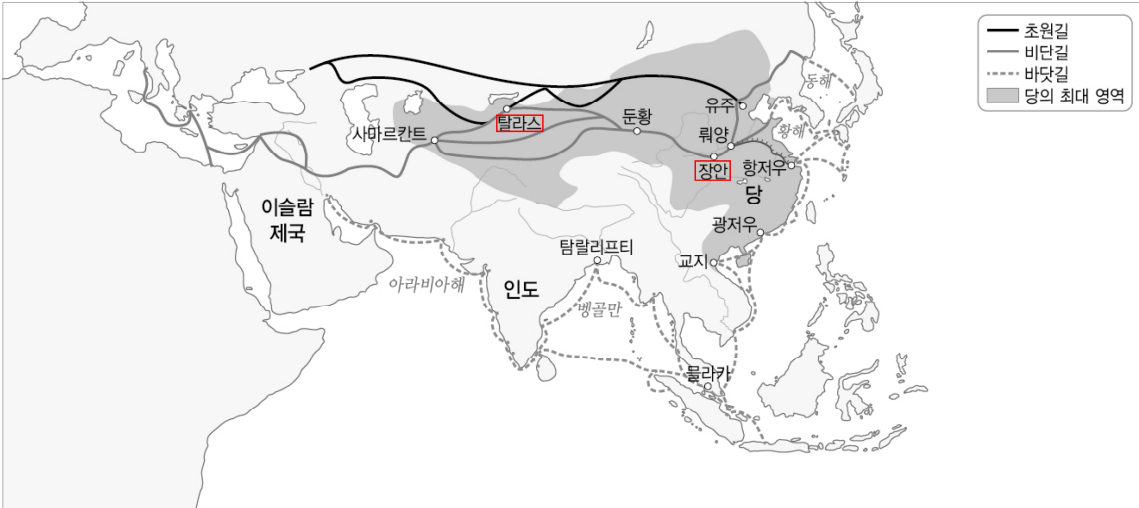 초원길
비단길
바닷길
당의 최대 영역
동해
유주
황해
둔황
탈라스
사마르칸트
뤄양
장안
항저우
당
이슬람
제국
광저우
탐랄리프티
교지
아라비아해
인도
벵골만
믈라카